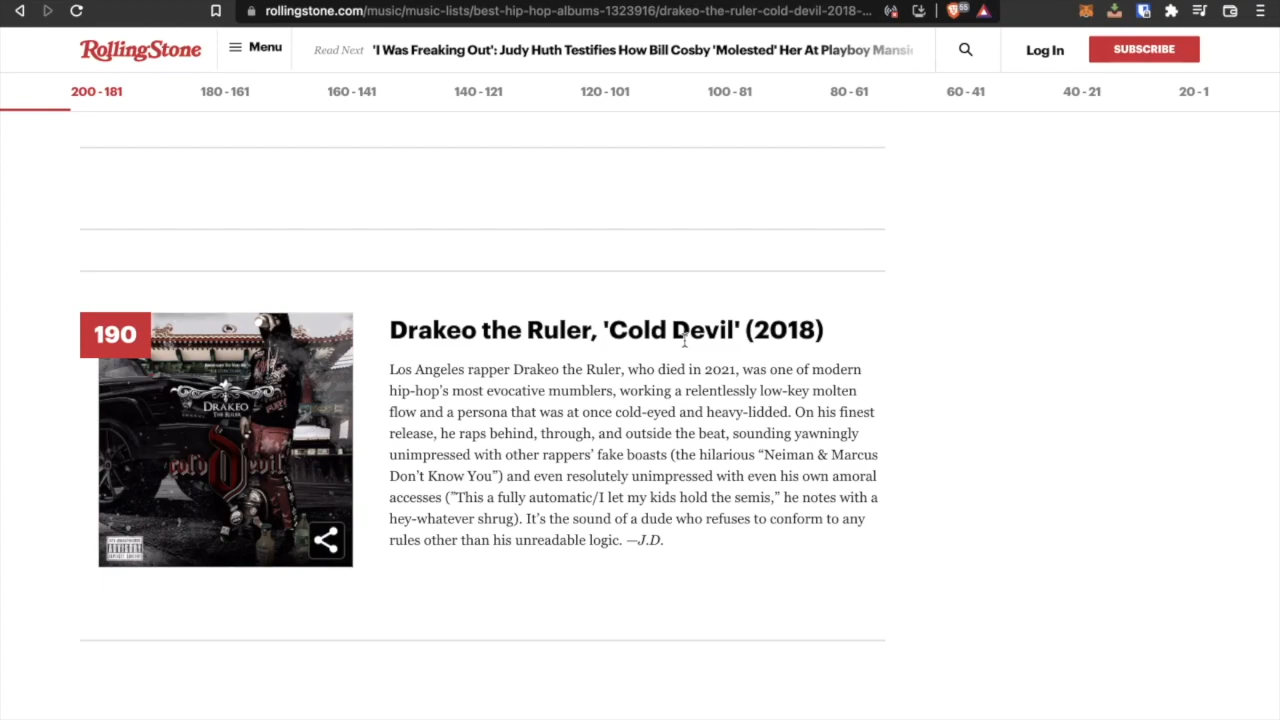 rollingstone.com/music/music-lists/best-hip-hop-albums-1323916/drakeo-the-ruler-cold-devil-2018-...
55
RollingStone
Menu
Read Next 'I Was Freaking Out': Judy Huth Testifies How Bill Cosby 'Molested' Her At Playboy Mansi
Log In
SUBSCRIBE
200 - 181 180 - 161 160 - 141 140 - 121 120 - 101 100 - 81 80 - 61 60 - 41 40 - 21 20 - 1
190
DRAKEO
THE RULER
cold Devil
ADVISORY
Drakeo the Ruler, 'Cold Devil' (2018)
Los Angeles rapper Drakeo the Ruler, who died in 2021, was one of modern
hip-hop’s most evocative mumblers, working a relentlessly low-key molten
flow and a persona that was at once cold-eyed and heavy-lidded. On his finest
release, he raps behind, through, and outside the beat, sounding yawningly
unimpressed with other rappers’ fake boasts (the hilarious “Neiman & Marcus
Don’t Know You”) and even resolutely unimpressed with even his own amoral
accesses (”This a fully automatic/I let my kids hold the semis,” he notes with a
hey-whatever shrug). It’s the sound of a dude who refuses to conform to any
rules other than his unreadable logic. —J.D.